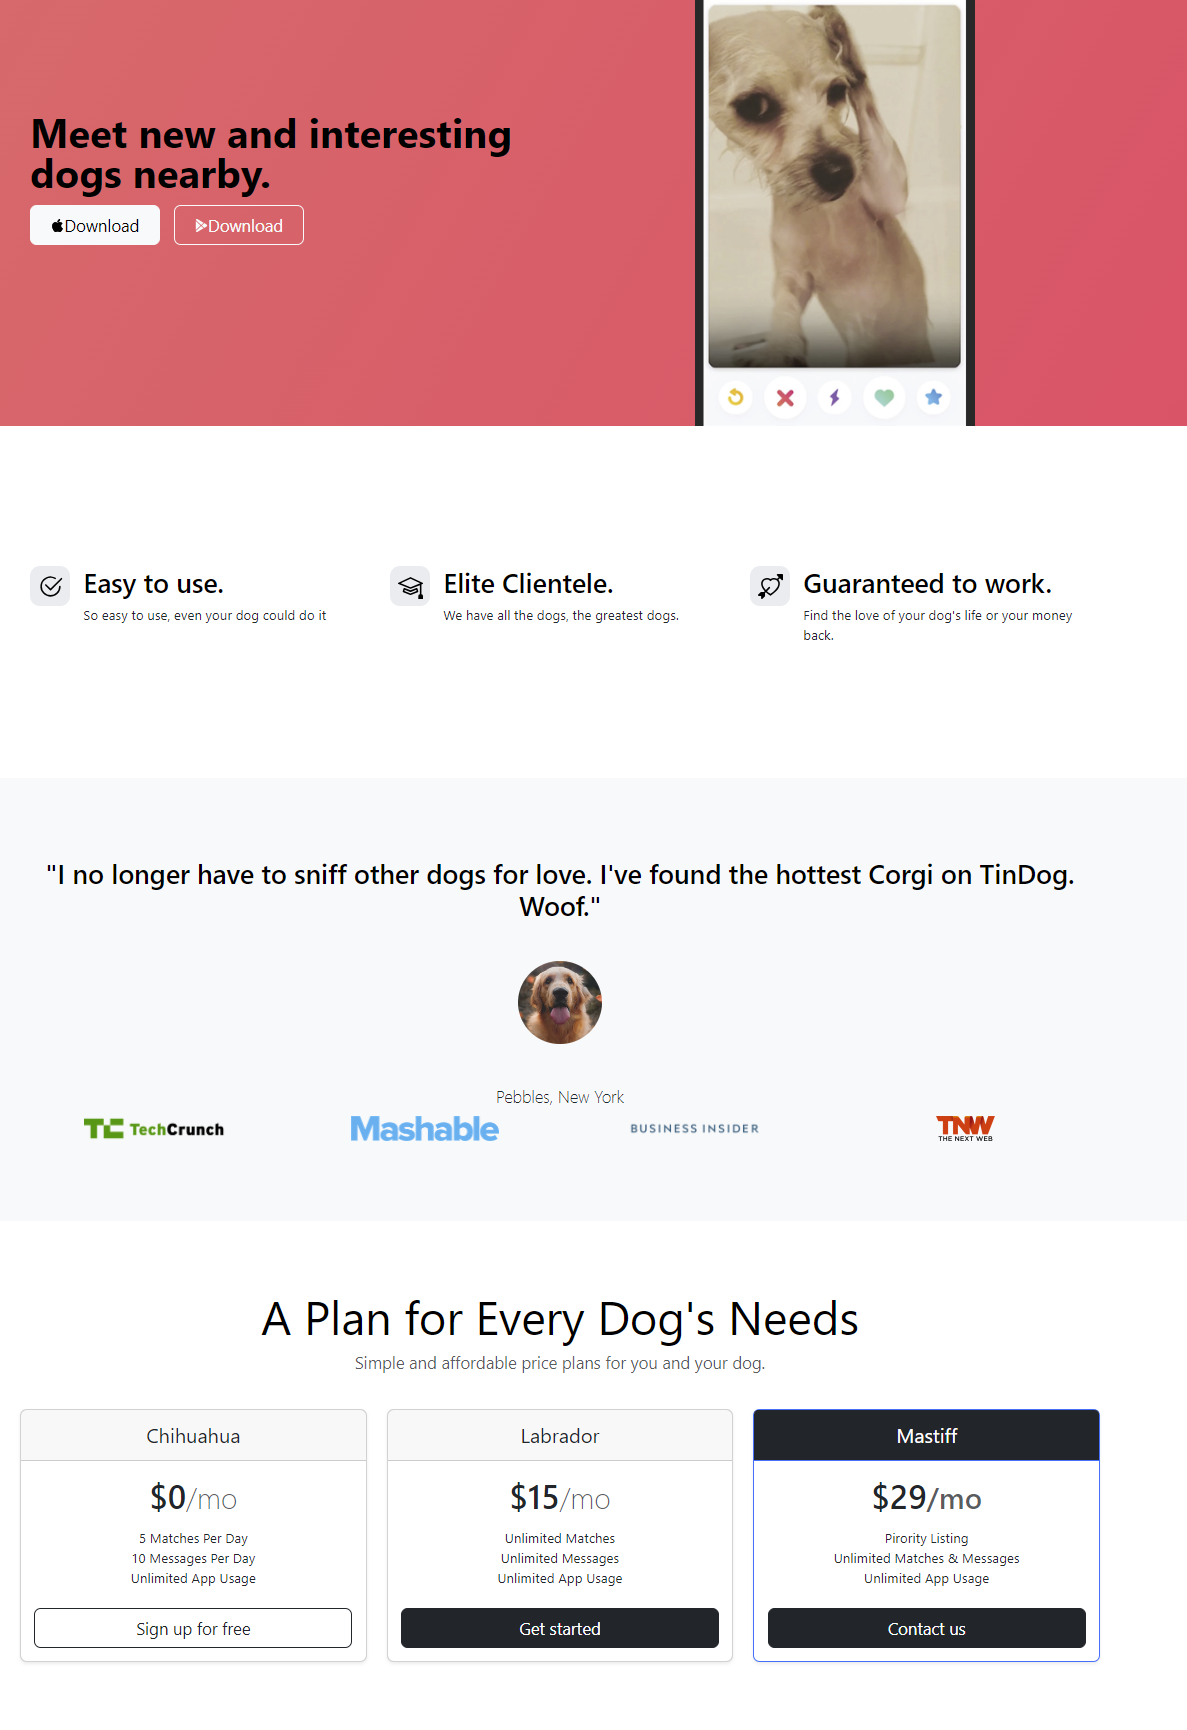 Meet new and interesting
dogs nearby.
Download
Download
Easy to use.
So easy to use, even your dog could do it
Elite Clientele.
We have all the dogs, the greatest dogs.
Guaranteed to work.
Find the love of your dog's life or your money
back.
"I no longer have to sniff other dogs for love. I've found the hottest Corgi on TinDog.
Woof."
Pebbles, New York
TC TechCrunch
Mashable
BUSINESS INSIDER
TNW
THE NEXT WEB
A Plan for Every Dog's Needs
Simple and affordable price plans for you and your dog.
Chihuahua
$0/mo
5 Matches Per Day
10 Messages Per Day
Unlimited App Usage
Sign up for free
Labrador
$15/mo
Unlimited Matches
Unlimited Messages
Unlimited App Usage
Get started
Mastiff
$29/mo
Pirority Listing
Unlimited Matches & Messages
Unlimited App Usage
Contact us